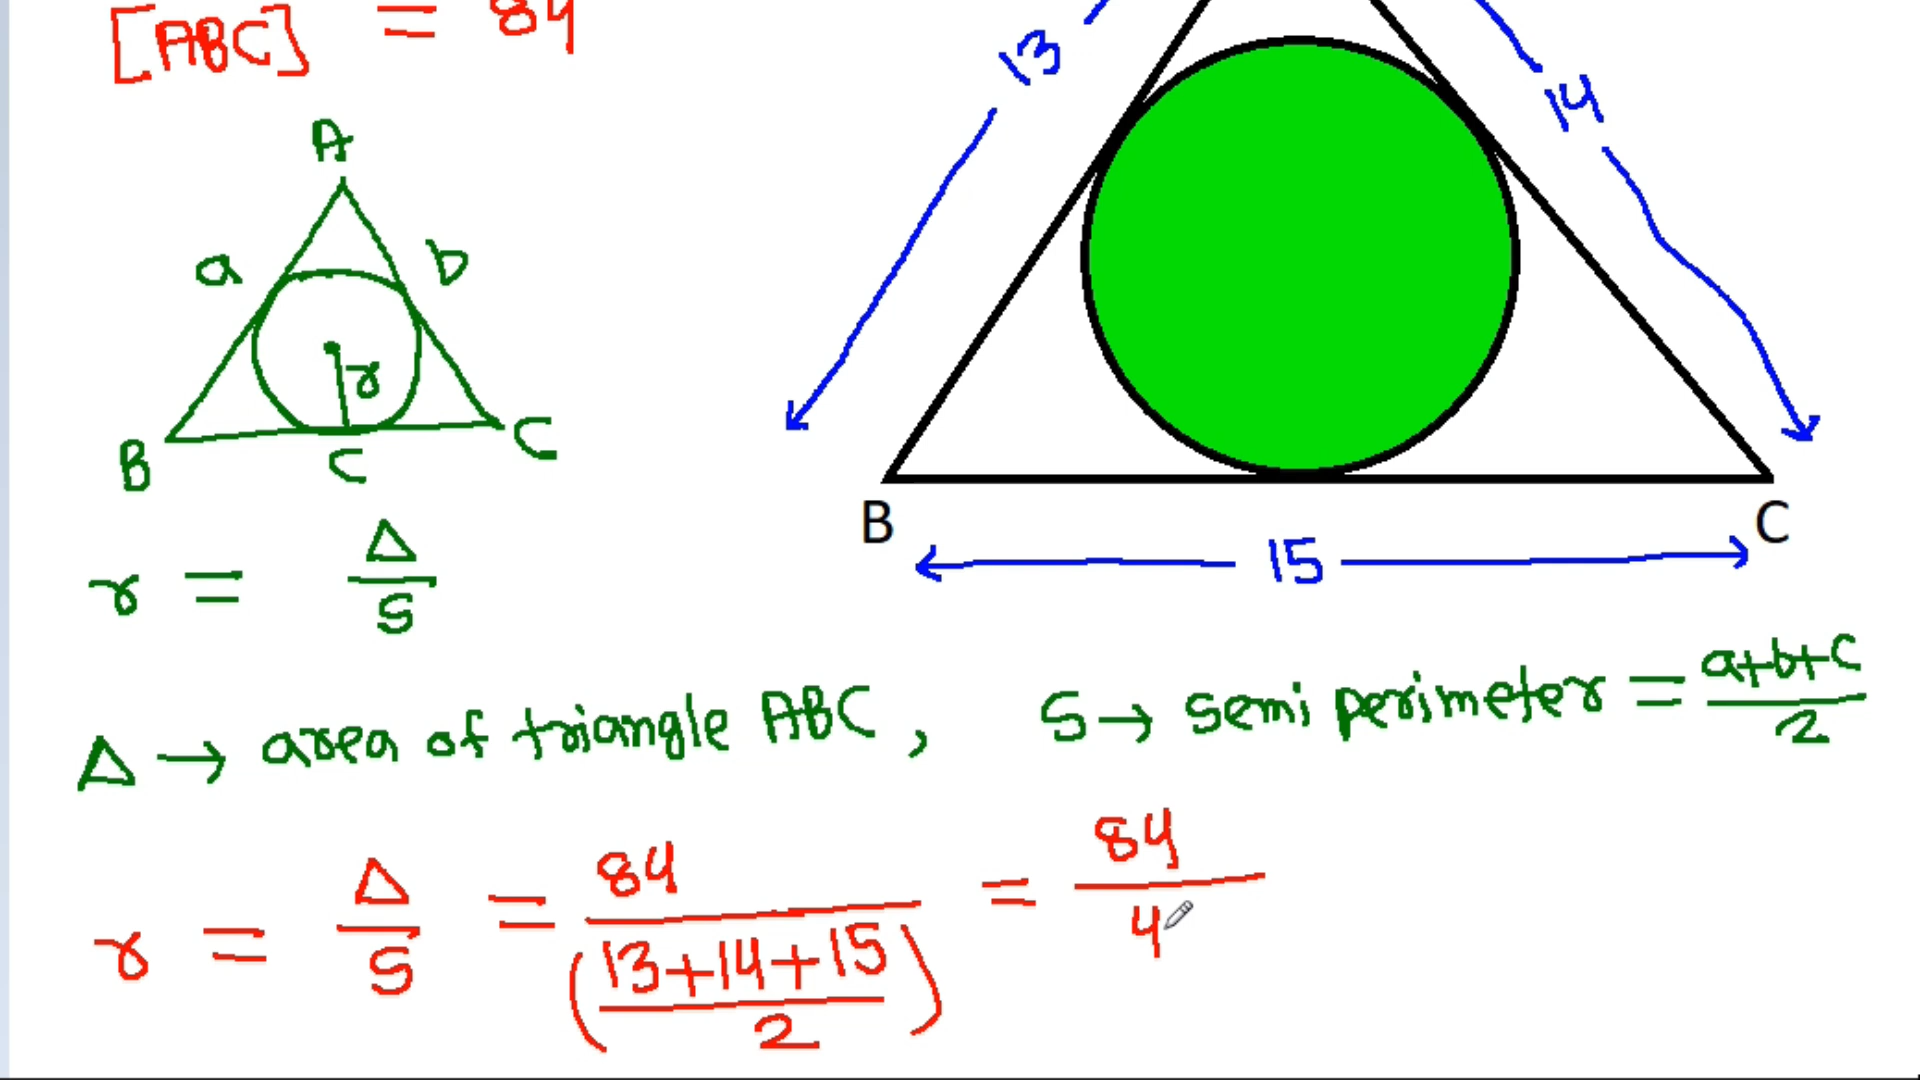 [ABC] = 84
13
14
A
a b
r
B C
c
B C
15
r = Δ/S
Δ → area of triangle ABC, S → semi perimeter = a+b+c/2
r = Δ/S = 84/(13+14+15/2) = 84/4